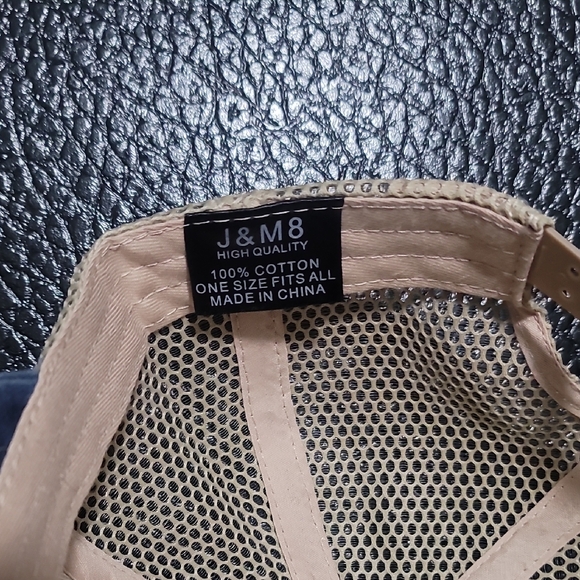 J&M8
HIGH QUALITY
100% COTTON
ONE SIZE FITS ALL
MADE IN CHINA